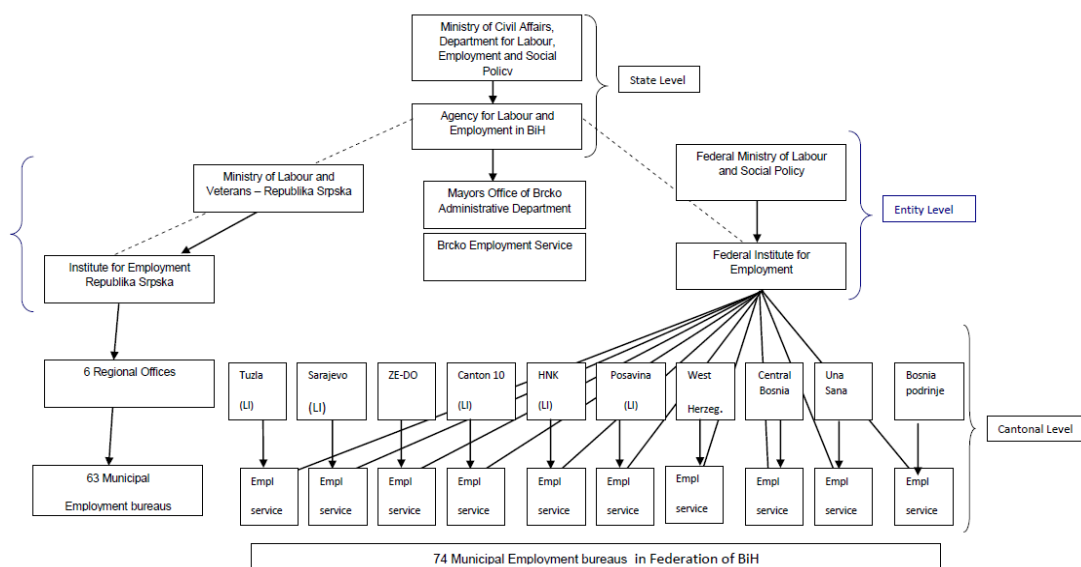 Ministry of Civil Affairs,
Department for Labour,
Employment and Social
Policy
State Level
Agency for Labour and
Employment in BiH
Ministry of Labour and
Veterans – Republika Srpska
Mayors Office of Brcko
Administrative Department
Federal Ministry of Labour
and Social Policy
Entity Level
Brcko Employment Service
Institute for Employment
Republika Srpska
Federal Institute for
Employment
6 Regional Offices
Tuzla
(LI)
Sarajevo
(LI)
ZE-DO
Canton 10
(LI)
HNK
(LI)
Posavina
(LI)
West
Herzeg.
Central
Bosnia
Una
Sana
Bosnia
podrinje
Cantonal Level
63 Municipal
Employment bureaus
Empl
service
Empl
service
Empl
service
Empl
service
Empl
service
Empl
service
Empl
service
Empl
service
Empl
service
Empl
service
74 Municipal Employment bureaus in Federation of BiH